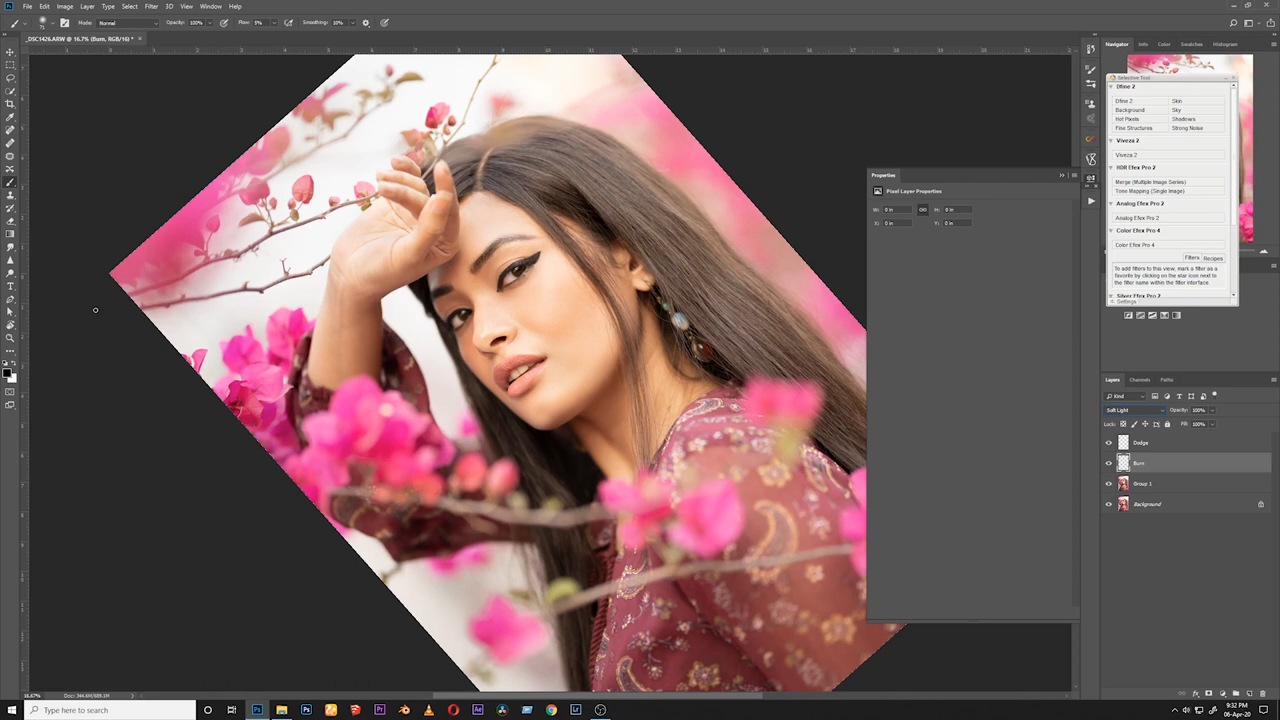 File Edit Image Layer Type Select Filter 3D View Window Help
Mode: Normal Opacity: 100% Flow: 5% Smoothing: 10%
_DSC1426.ARW @ 16.7% (Burn, RGB/16) * ×
Navigator Info Color Swatches Histogram
Selective Tool
Dfine 2
Dfine 2 Skin
Background Sky
Hot Pixels Shadows
Fine Structures Strong Noise
Viveza 2
Viveza 2
HDR Efex Pro 2
Merge (Multiple Image Series)
Tone Mapping (Single Image)
Analog Efex Pro 2
Analog Efex Pro 2
Color Efex Pro 4
Color Efex Pro 4
Filters Recipes
To add filters to this view, mark a filter as a
favorite by clicking on the star icon next to
the filter name within the filter interface.
Silver Efex Pro 2
Settings
Properties
Pixel Layer Properties
W: 0 in H: 0 in
X: 0 in Y: 0 in
Layers Channels Paths
Kind
Soft Light Opacity: 100%
Lock: Fill: 100%
Dodge
Burn
Group 1
Background
16.67% Doc: 344.6M/689.1M
Type here to search
9:32 PM
06-Apr-20